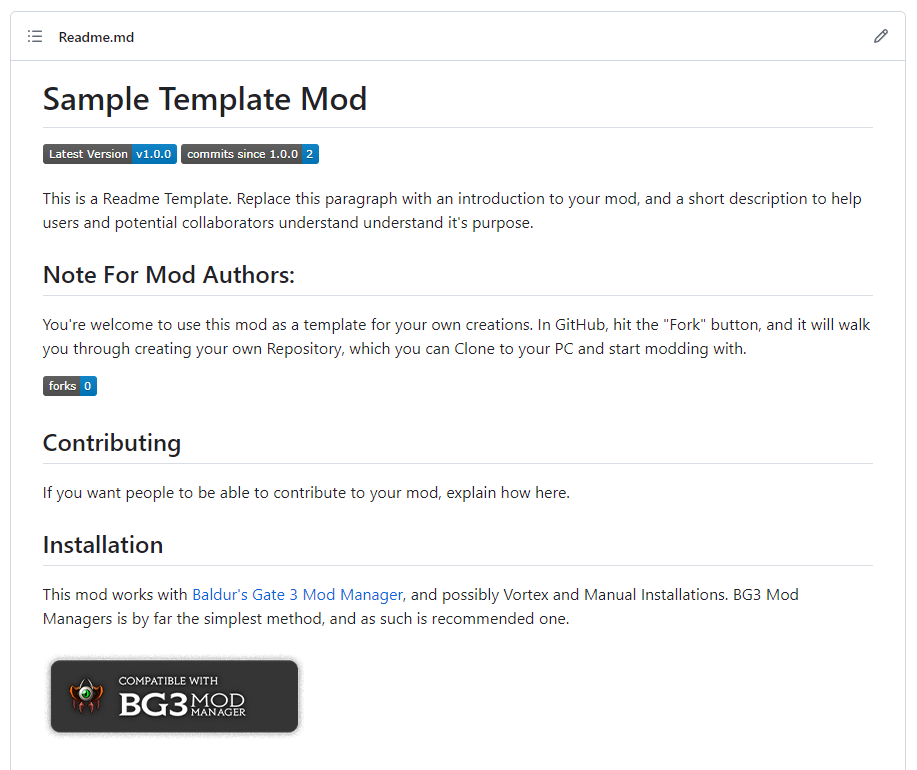 Readme.md
Sample Template Mod
Latest Version v1.0.0 commits since 1.0.0 2
This is a Readme Template. Replace this paragraph with an introduction to your mod, and a short description to help
users and potential collaborators understand understand it's purpose.
Note For Mod Authors:
You're welcome to use this mod as a template for your own creations. In GitHub, hit the "Fork" button, and it will walk
you through creating your own Repository, which you can Clone to your PC and start modding with.
forks 0
Contributing
If you want people to be able to contribute to your mod, explain how here.
Installation
This mod works with Baldur's Gate 3 Mod Manager, and possibly Vortex and Manual Installations. BG3 Mod
Managers is by far the simplest method, and as such is recommended one.
COMPATIBLE WITH
BG3 MOD
MANAGER